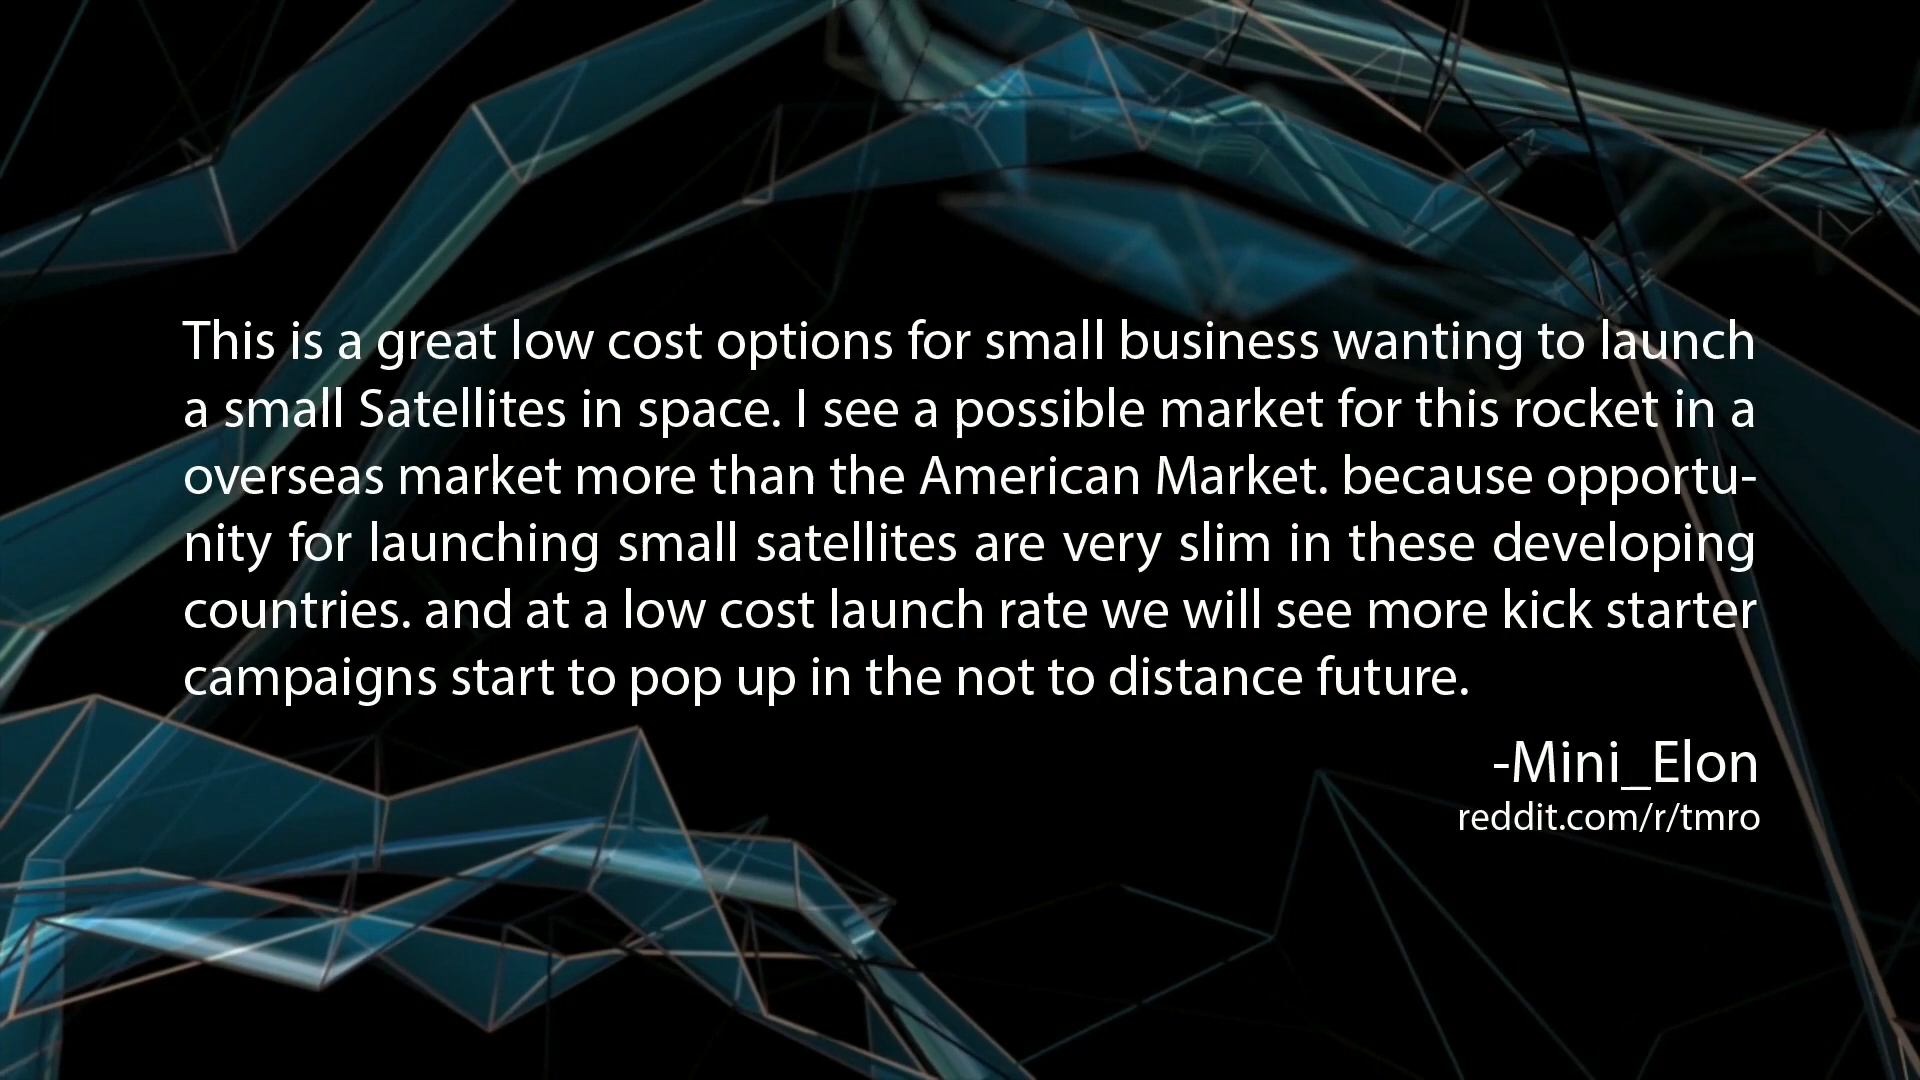 This is a great low cost options for small business wanting to launch
a small Satellites in space. I see a possible market for this rocket in a
overseas market more than the American Market. because opportu-
nity for launching small satellites are very slim in these developing
countries. and at a low cost launch rate we will see more kick starter
campaigns start to pop up in the not to distance future.
-Mini_Elon
reddit.com/r/tmro